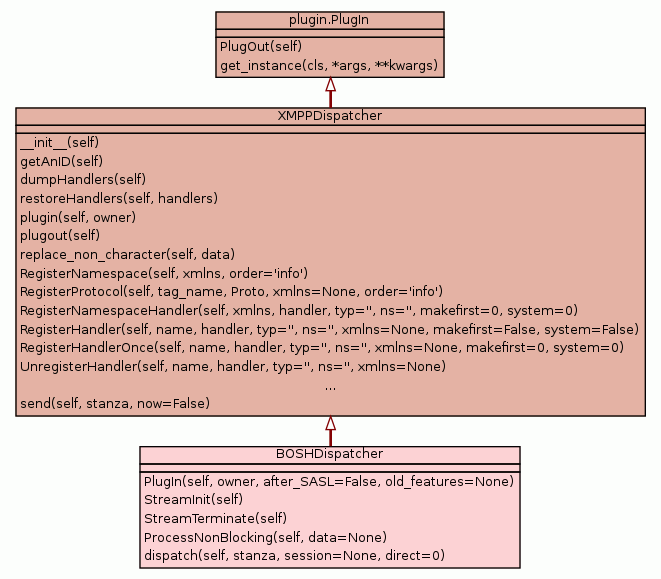 plugin.PlugIn
PlugOut(self)
get_instance(cls, *args, **kwargs)
XMPPDispatcher
__init__(self)
getAnID(self)
dumpHandlers(self)
restoreHandlers(self, handlers)
plugin(self, owner)
plugout(self)
replace_non_character(self, data)
RegisterNamespace(self, xmlns, order='info')
RegisterProtocol(self, tag_name, Proto, xmlns=None, order='info')
RegisterNamespaceHandler(self, xmlns, handler, typ='', ns='', makefirst=0, system=0)
RegisterHandler(self, name, handler, typ='', ns='', xmlns=None, makefirst=False, system=False)
RegisterHandlerOnce(self, name, handler, typ='', ns='', xmlns=None, makefirst=0, system=0)
UnregisterHandler(self, name, handler, typ='', ns='', xmlns=None)
...
send(self, stanza, now=False)
BOSHDispatcher
PlugIn(self, owner, after_SASL=False, old_features=None)
StreamInit(self)
StreamTerminate(self)
ProcessNonBlocking(self, data=None)
dispatch(self, stanza, session=None, direct=0)